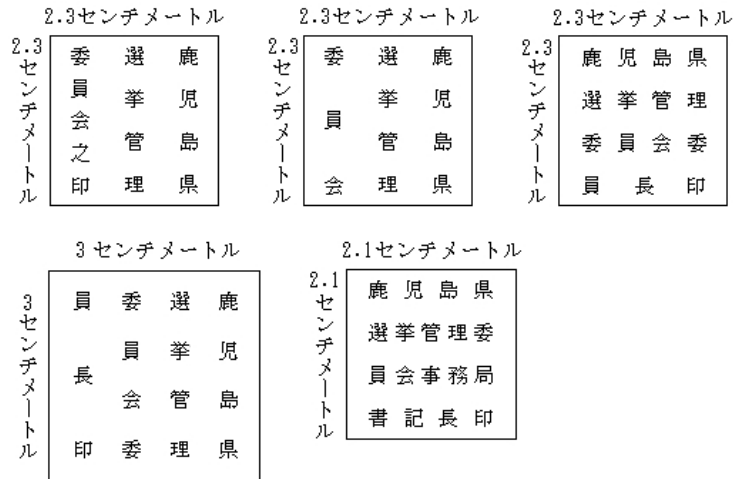 2.3センチメートル
2.3センチメートル
鹿児島県
選挙管理
委員会之印
2.3センチメートル
2.3センチメートル
鹿児島県
選挙管理
委員会
2.3センチメートル
2.3センチメートル
鹿児島県
選挙管理
委員会委
員長印
3センチメートル
3センチメートル
鹿児島県
選挙管理
委員会委
員長印
2.1センチメートル
2.1センチメートル
鹿児島県
選挙管理委
員会事務局
書記長印